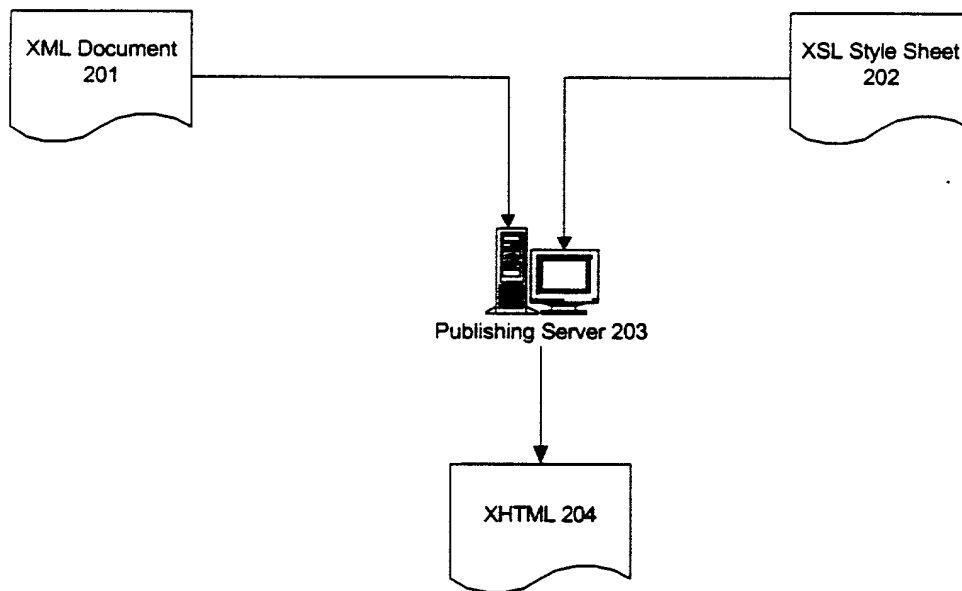 XML Document
201
XSL Style Sheet
202
Publishing Server 203
XHTML 204